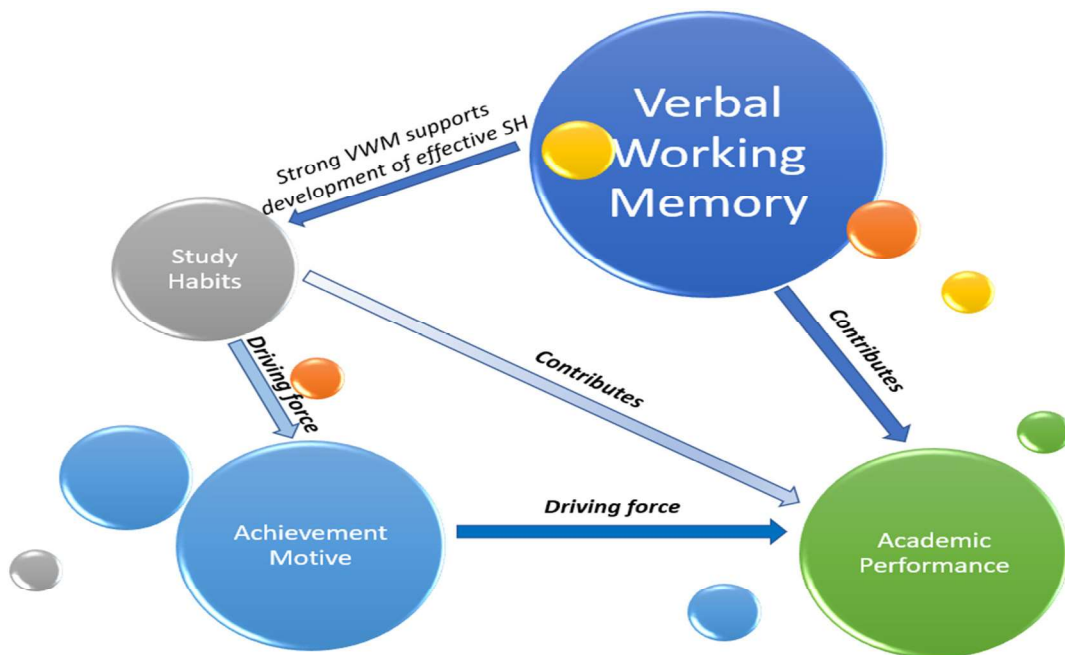 Verbal
Working
Memory
Strong VWM supports
development of effective SH
Study
Habits
Contributes
Driving force
Contributes
Driving force
Achievement
Motive
Academic
Performance